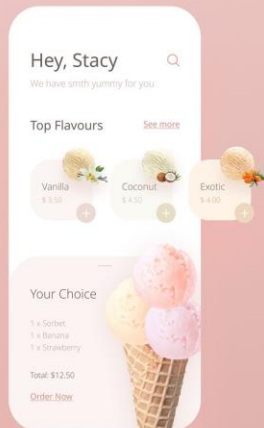 Hey, Stacy
We have smth yummy for you
Top Flavours
See more
Vanilla
$ 3.50
Coconut
$ 4.50
Exotic
$ 4.00
Your Choice
1 x Sorbet
1 x Banana
1 x Strawberry
Total: $12.50
Order Now